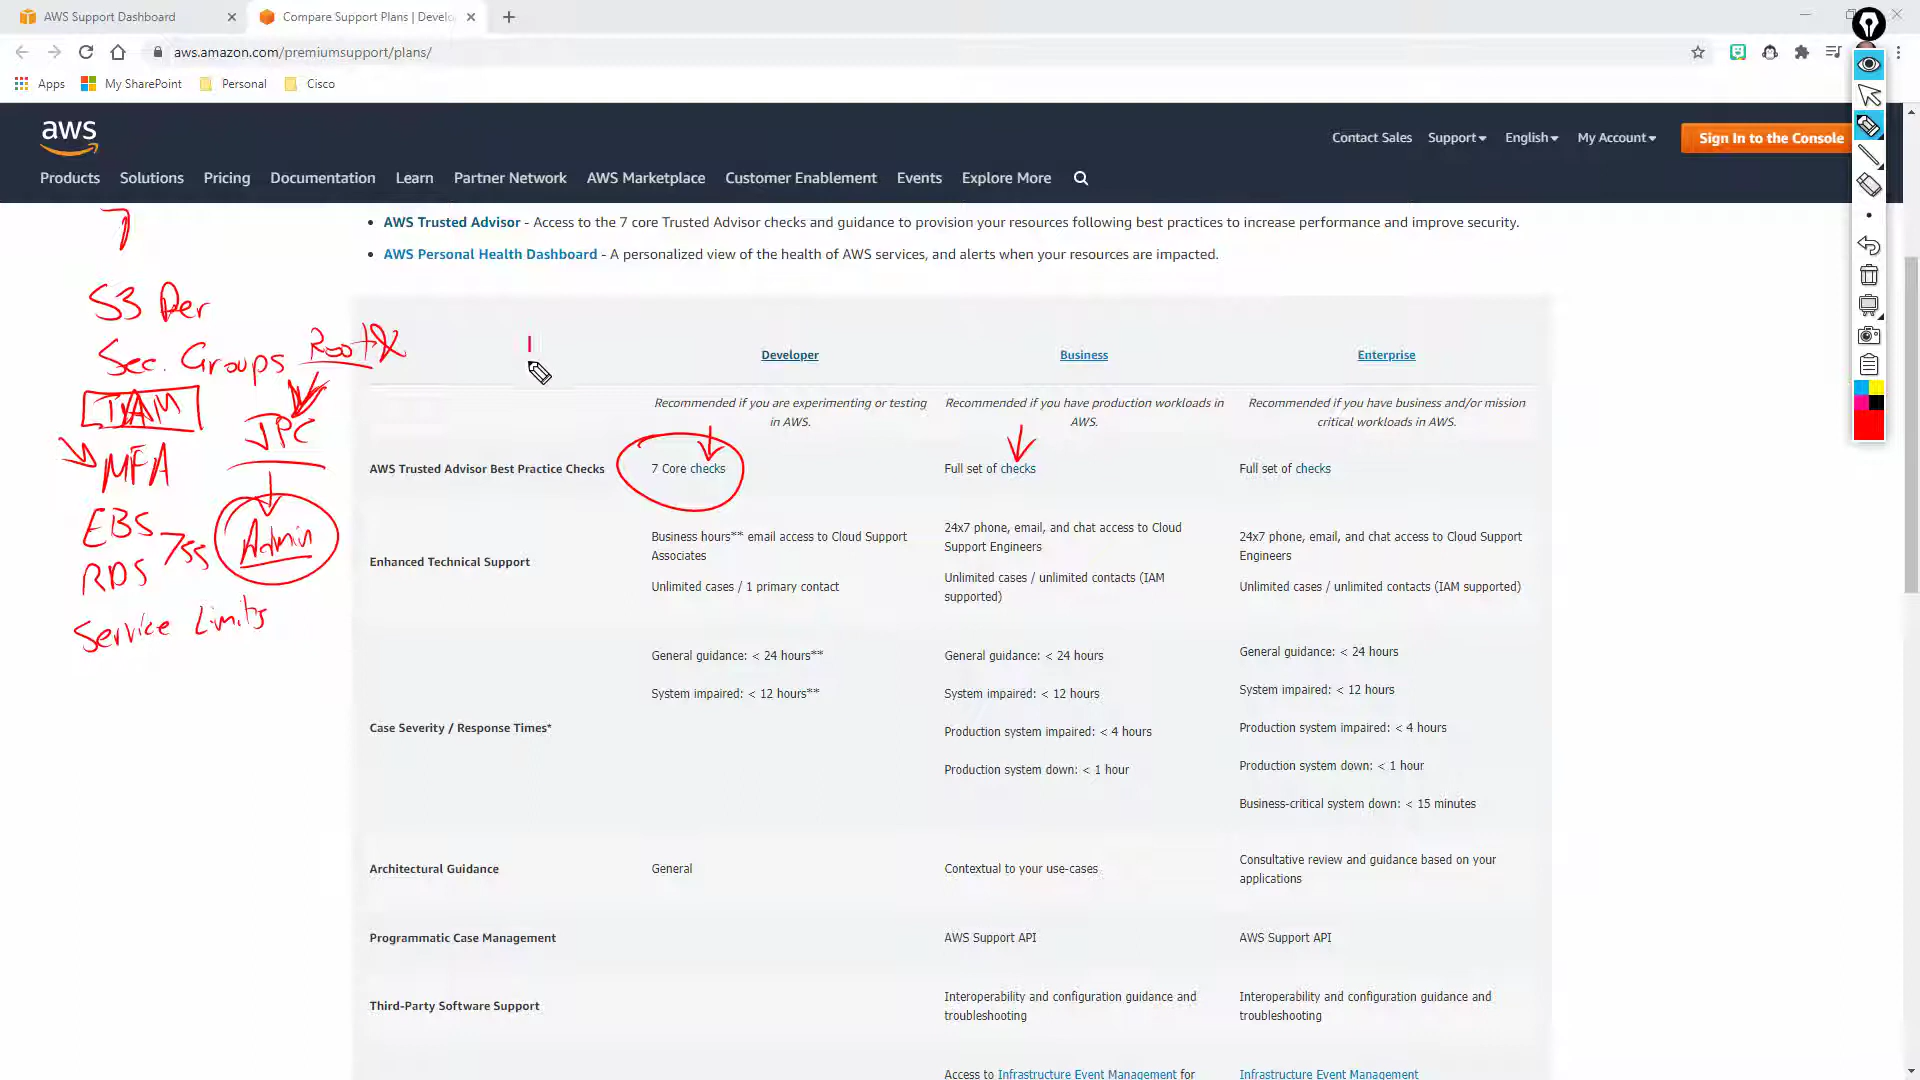 AWS Support Dashboard
Compare Support Plans | Develo
aws.amazon.com/premiumsupport/plans/
Apps
My SharePoint
Personal
Cisco
aws
Contact Sales
Support
English
My Account
Sign In to the Console
Products
Solutions
Pricing
Documentation
Learn
Partner Network
AWS Marketplace
Customer Enablement
Events
Explore More
7
S3 Per
Sec. Groups Root
IAM
JPC
MFA
EBS
Admin
RDS
Service Limits
• AWS Trusted Advisor - Access to the 7 core Trusted Advisor checks and guidance to provision your resources following best practices to increase performance and improve security.
• AWS Personal Health Dashboard - A personalized view of the health of AWS services, and alerts when your resources are impacted.
Developer
Business
Enterprise
Recommended if you are experimenting or testing
in AWS.
Recommended if you have production workloads in
AWS.
Recommended if you have business and/or mission
critical workloads in AWS.
AWS Trusted Advisor Best Practice Checks
7 Core checks
Full set of checks
Full set of checks
Enhanced Technical Support
Business hours** email access to Cloud Support
Associates
Unlimited cases / 1 primary contact
24x7 phone, email, and chat access to Cloud
Support Engineers
Unlimited cases / unlimited contacts (IAM
supported)
24x7 phone, email, and chat access to Cloud Support
Engineers
Unlimited cases / unlimited contacts (IAM supported)
Case Severity / Response Times*
General guidance: < 24 hours**
System impaired: < 12 hours**
General guidance: < 24 hours
System impaired: < 12 hours
Production system impaired: < 4 hours
Production system down: < 1 hour
General guidance: < 24 hours
System impaired: < 12 hours
Production system impaired: < 4 hours
Production system down: < 1 hour
Business-critical system down: < 15 minutes
Architectural Guidance
General
Contextual to your use-cases
Consultative review and guidance based on your
applications
Programmatic Case Management
AWS Support API
AWS Support API
Third-Party Software Support
Interoperability and configuration guidance and
troubleshooting
Interoperability and configuration guidance and
troubleshooting
Access to Infrastructure Event Management for
Infrastructure Event Management